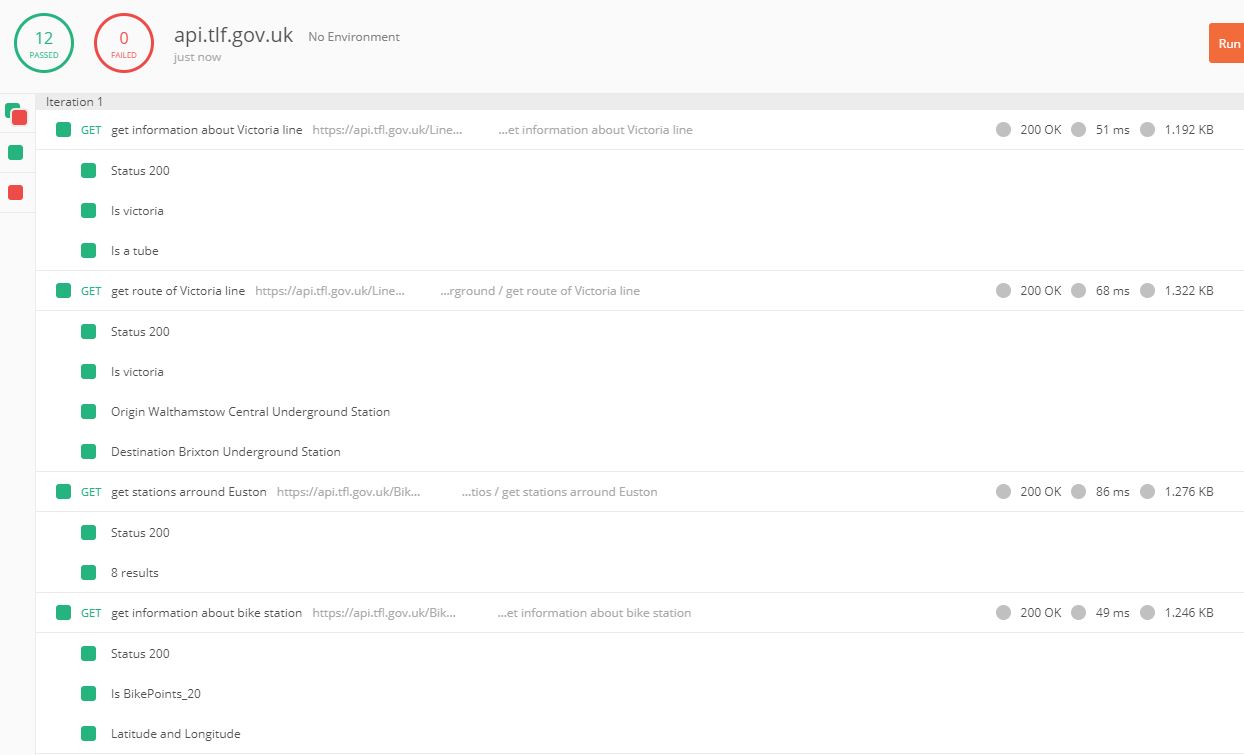 12
PASSED
0
FAILED
api.tlf.gov.uk No Environment
just now
Run
Iteration 1
GET get information about Victoria line https://api.tfl.gov.uk/Line... ...et information about Victoria line 200 OK 51 ms 1.192 KB
Status 200
Is victoria
Is a tube
GET get route of Victoria line https://api.tfl.gov.uk/Line... ...rground / get route of Victoria line 200 OK 68 ms 1.322 KB
Status 200
Is victoria
Origin Walthamstow Central Underground Station
Destination Brixton Underground Station
GET get stations arround Euston https://api.tfl.gov.uk/Bik... ...tios / get stations arround Euston 200 OK 86 ms 1.276 KB
Status 200
8 results
GET get information about bike station https://api.tfl.gov.uk/Bik... ...et information about bike station 200 OK 49 ms 1.246 KB
Status 200
Is BikePoints_20
Latitude and Longitude